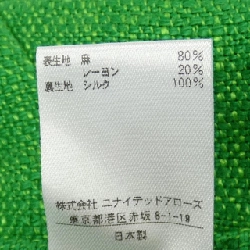 表生地 麻 80%
レーヨン 20%
裏生地 シルク 100%
株式会社 ユナイテッドアローズ
東京都港区赤坂8-1-19
日本製